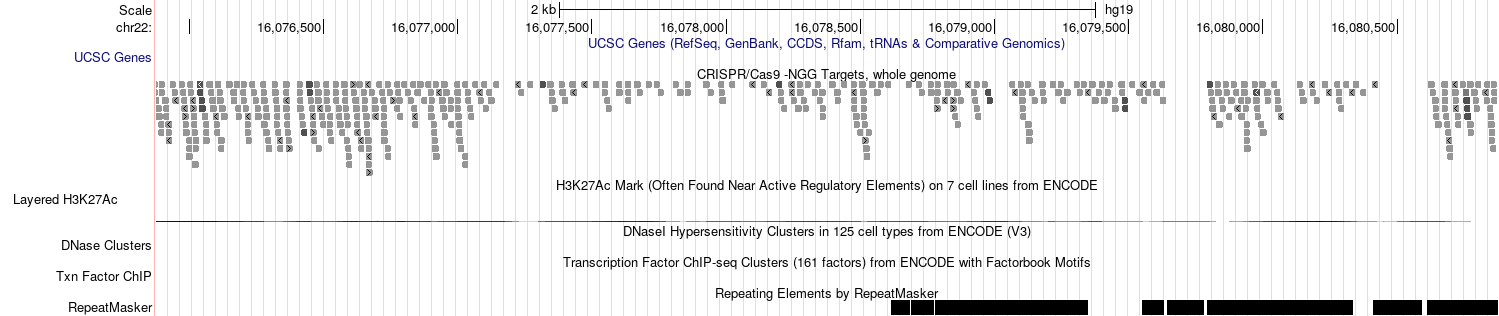 Scale 2 kb hg19
chr22: 16,076,500 16,077,000 16,077,500 16,078,000 16,078,500 16,079,000 16,079,500 16,080,000 16,080,500
UCSC Genes (RefSeq, GenBank, CCDS, Rfam, tRNAs & Comparative Genomics)
UCSC Genes
CRISPR/Cas9 -NGG Targets, whole genome
H3K27Ac Mark (Often Found Near Active Regulatory Elements) on 7 cell lines from ENCODE
Layered H3K27Ac
DNaseI Hypersensitivity Clusters in 125 cell types from ENCODE (V3)
DNase Clusters
Transcription Factor ChIP-seq Clusters (161 factors) from ENCODE with Factorbook Motifs
Txn Factor ChIP
Repeating Elements by RepeatMasker
RepeatMasker